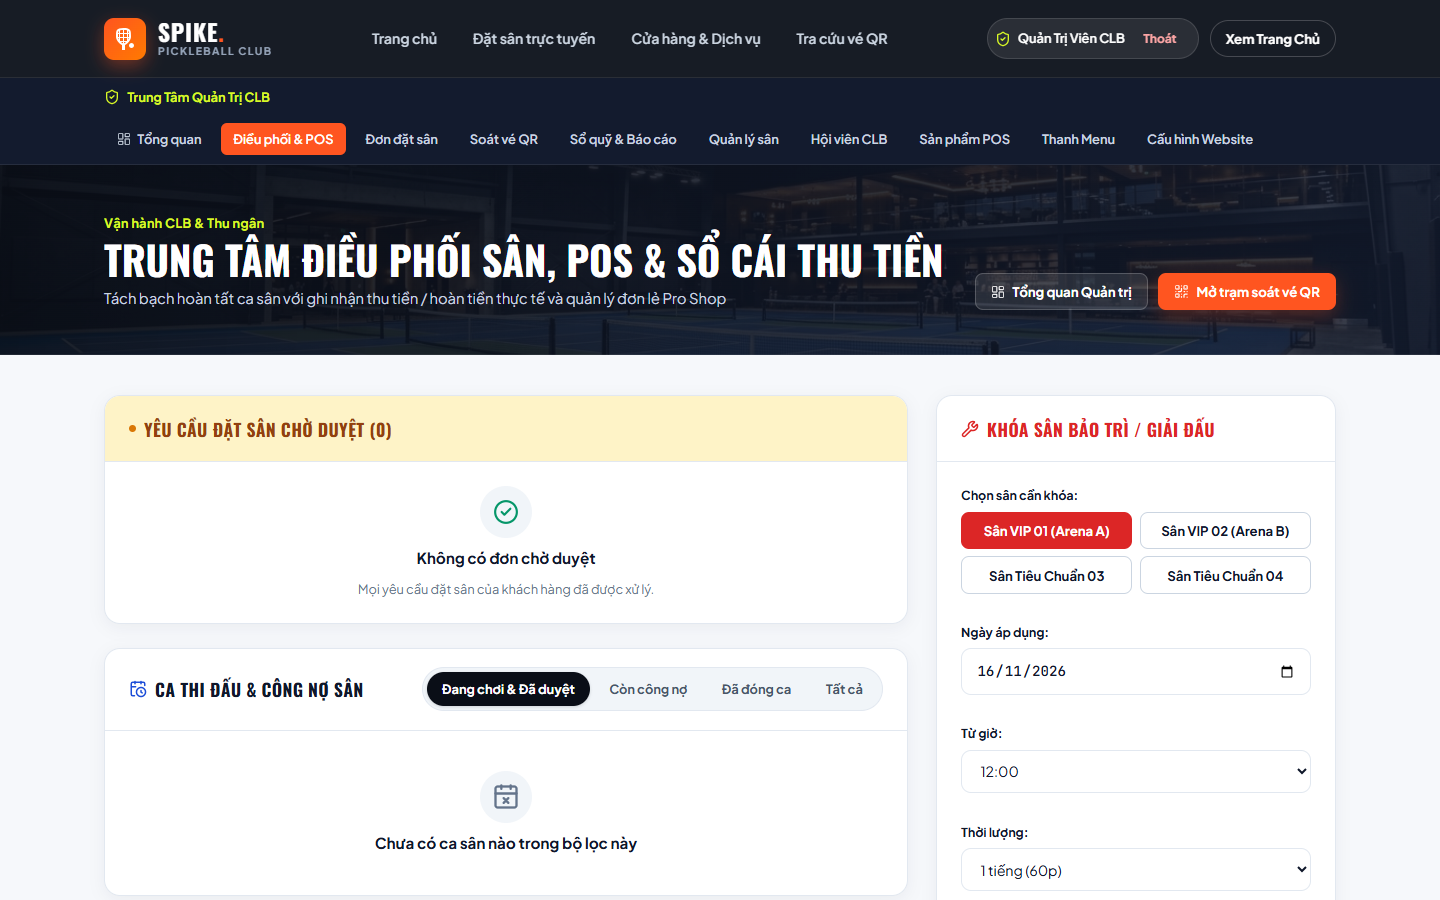 SPIKE.
PICKLEBALL CLUB
Trang chủ
Đặt sân trực tuyến
Cửa hàng & Dịch vụ
Tra cứu vé QR
Quản Trị Viên CLB
Thoát
Xem Trang Chủ
Trung Tâm Quản Trị CLB
Tổng quan
Điều phối & POS
Đơn đặt sân
Soát vé QR
Sổ quỹ & Báo cáo
Quản lý sân
Hội viên CLB
Sản phẩm POS
Thanh Menu
Cấu hình Website
Vận hành CLB & Thu ngân
TRUNG TÂM ĐIỀU PHỐI SÂN, POS & SỔ CÁI THU TIỀN
Tách bạch hoàn tất ca sân với ghi nhận thu tiền / hoàn tiền thực tế và quản lý đơn lẻ Pro Shop
Tổng quan Quản trị
Mở trạm soát vé QR
YÊU CẦU ĐẶT SÂN CHỜ DUYỆT (0)
Không có đơn chờ duyệt
Mọi yêu cầu đặt sân của khách hàng đã được xử lý.
CA THI ĐẤU & CÔNG NỢ SÂN
Đang chơi & Đã duyệt
Còn công nợ
Đã đóng ca
Tất cả
Chưa có ca sân nào trong bộ lọc này
KHÓA SÂN BẢO TRÌ / GIẢI ĐẤU
Chọn sân cần khóa:
Sân VIP 01 (Arena A)
Sân VIP 02 (Arena B)
Sân Tiêu Chuẩn 03
Sân Tiêu Chuẩn 04
Ngày áp dụng:
16/11/2026
Từ giờ:
12:00
Thời lượng:
1 tiếng (60p)